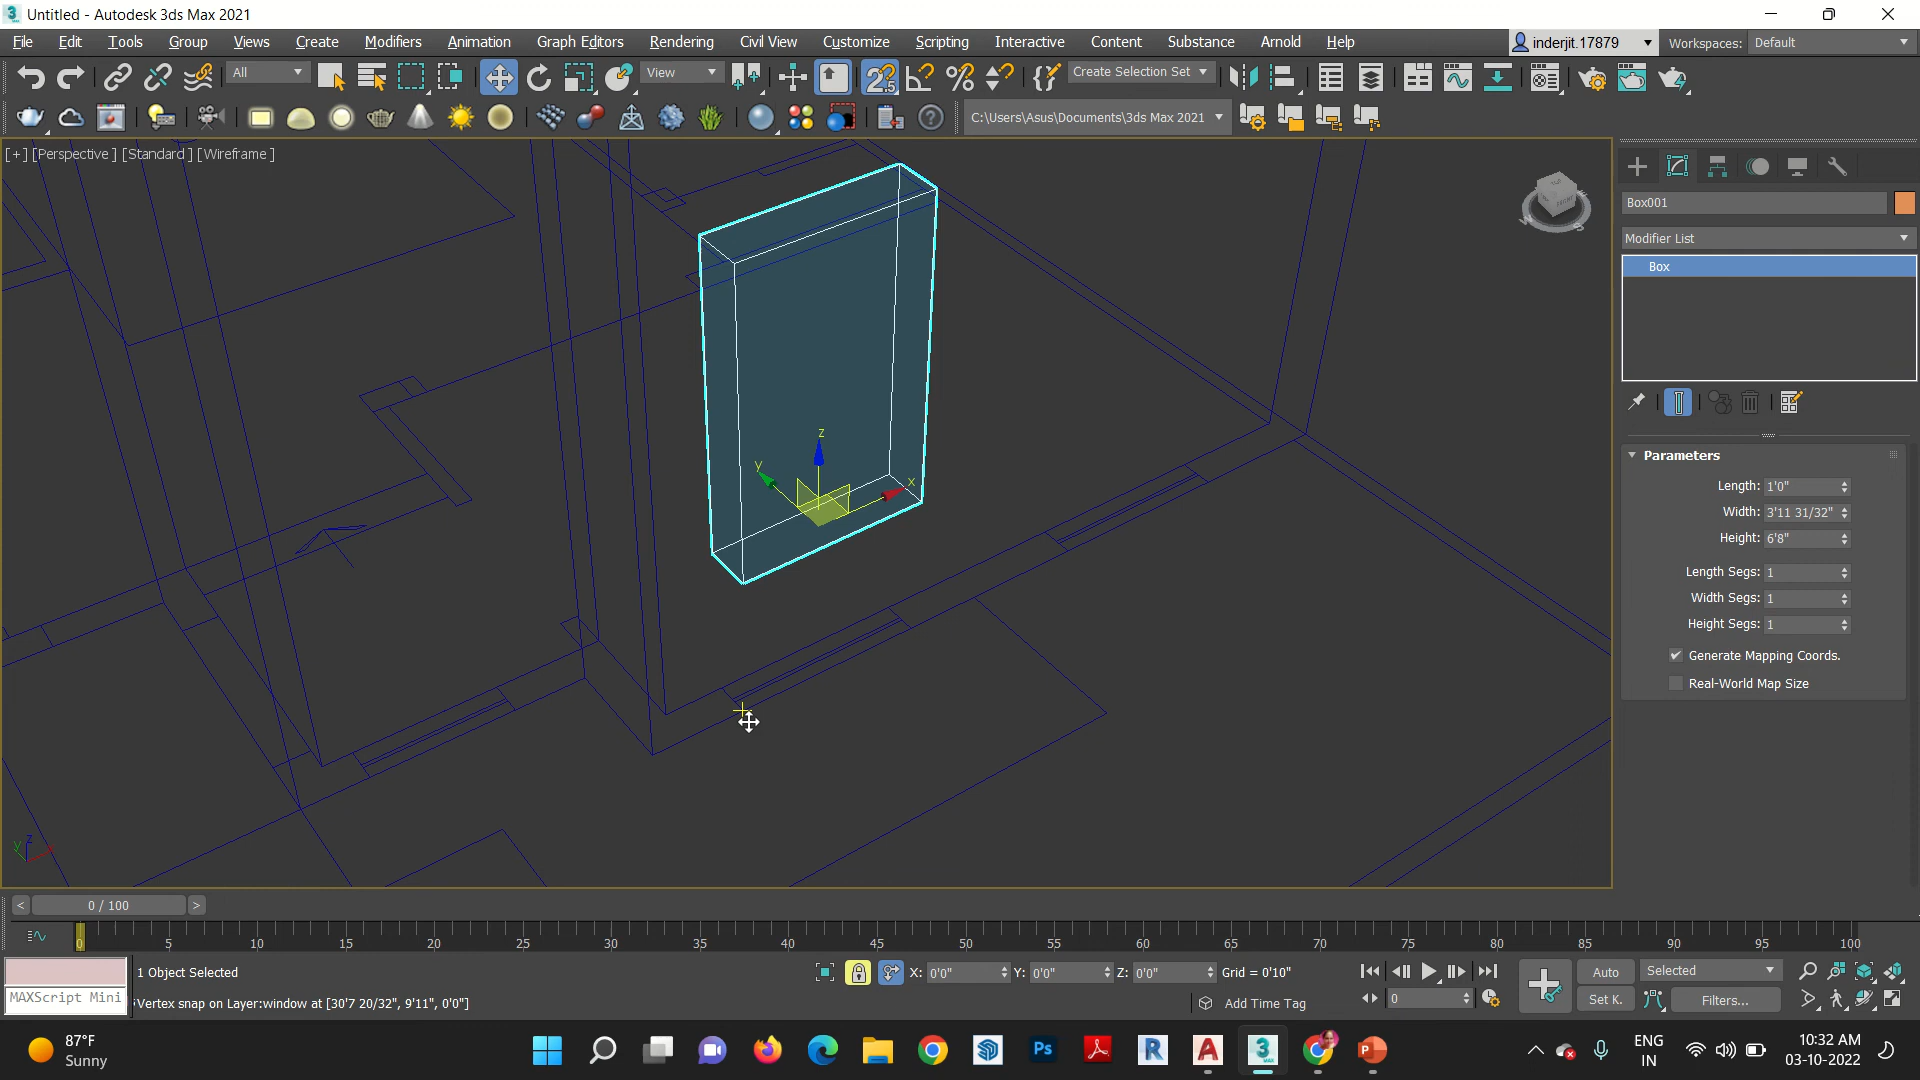 Untitled - Autodesk 3ds Max 2021
File Edit Tools Group Views Create Modifiers Animation Graph Editors Rendering Civil View Customize Scripting Interactive Content Substance Arnold Help
inderjit.17879 Workspaces: Default
All View Create Selection Set
C:\Users\Asus\Documents\3ds Max 2021
[+] [Perspective ] [Standard ] [Wireframe ]
Box001
Modifier List
Box
Parameters
Length: 1'0"
Width: 3'11 31/32"
Height: 6'8"
Length Segs: 1
Width Segs: 1
Height Segs: 1
Generate Mapping Coords.
Real-World Map Size
z
y
x
z
y
< 0 / 100 >
0 5 10 15 20 25 30 35 40 45 50 55 60 65 70 75 80 85 90 95 100
1 Object Selected
X: 0'0" Y: 0'0" Z: 0'0" Grid = 0'10"
Auto Selected
MAXScript Mini
Vertex snap on Layer:window at [30'7 20/32", 9'11", 0'0"]
Add Time Tag
0
Set K. Filters...
87°F
Sunny
ENG
IN
10:32 AM
03-10-2022